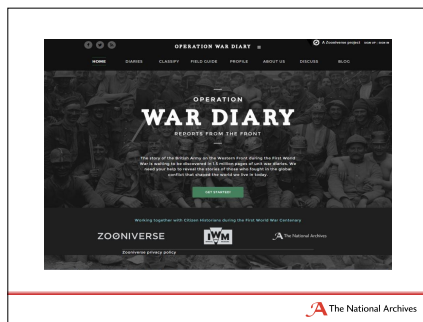 OPERATION WAR DIARY
A Zooniverse project SIGN UP | SIGN IN
HOME DIARIES CLASSIFY FIELD GUIDE PROFILE ABOUT US DISCUSS BLOG
OPERATION
WAR DIARY
REPORTS FROM THE FRONT
The story of the British Army on the Western Front during the First World
War is waiting to be discovered in 1.5 million pages of unit war diaries. We
need your help to reveal the stories of those who fought in the global
conflict that shaped the world we live in today.
GET STARTED!
Working together with Citizen Historians during the First World War Centenary
ZOONIVERSE
IWM
The National Archives
Zooniverse privacy policy
The National Archives